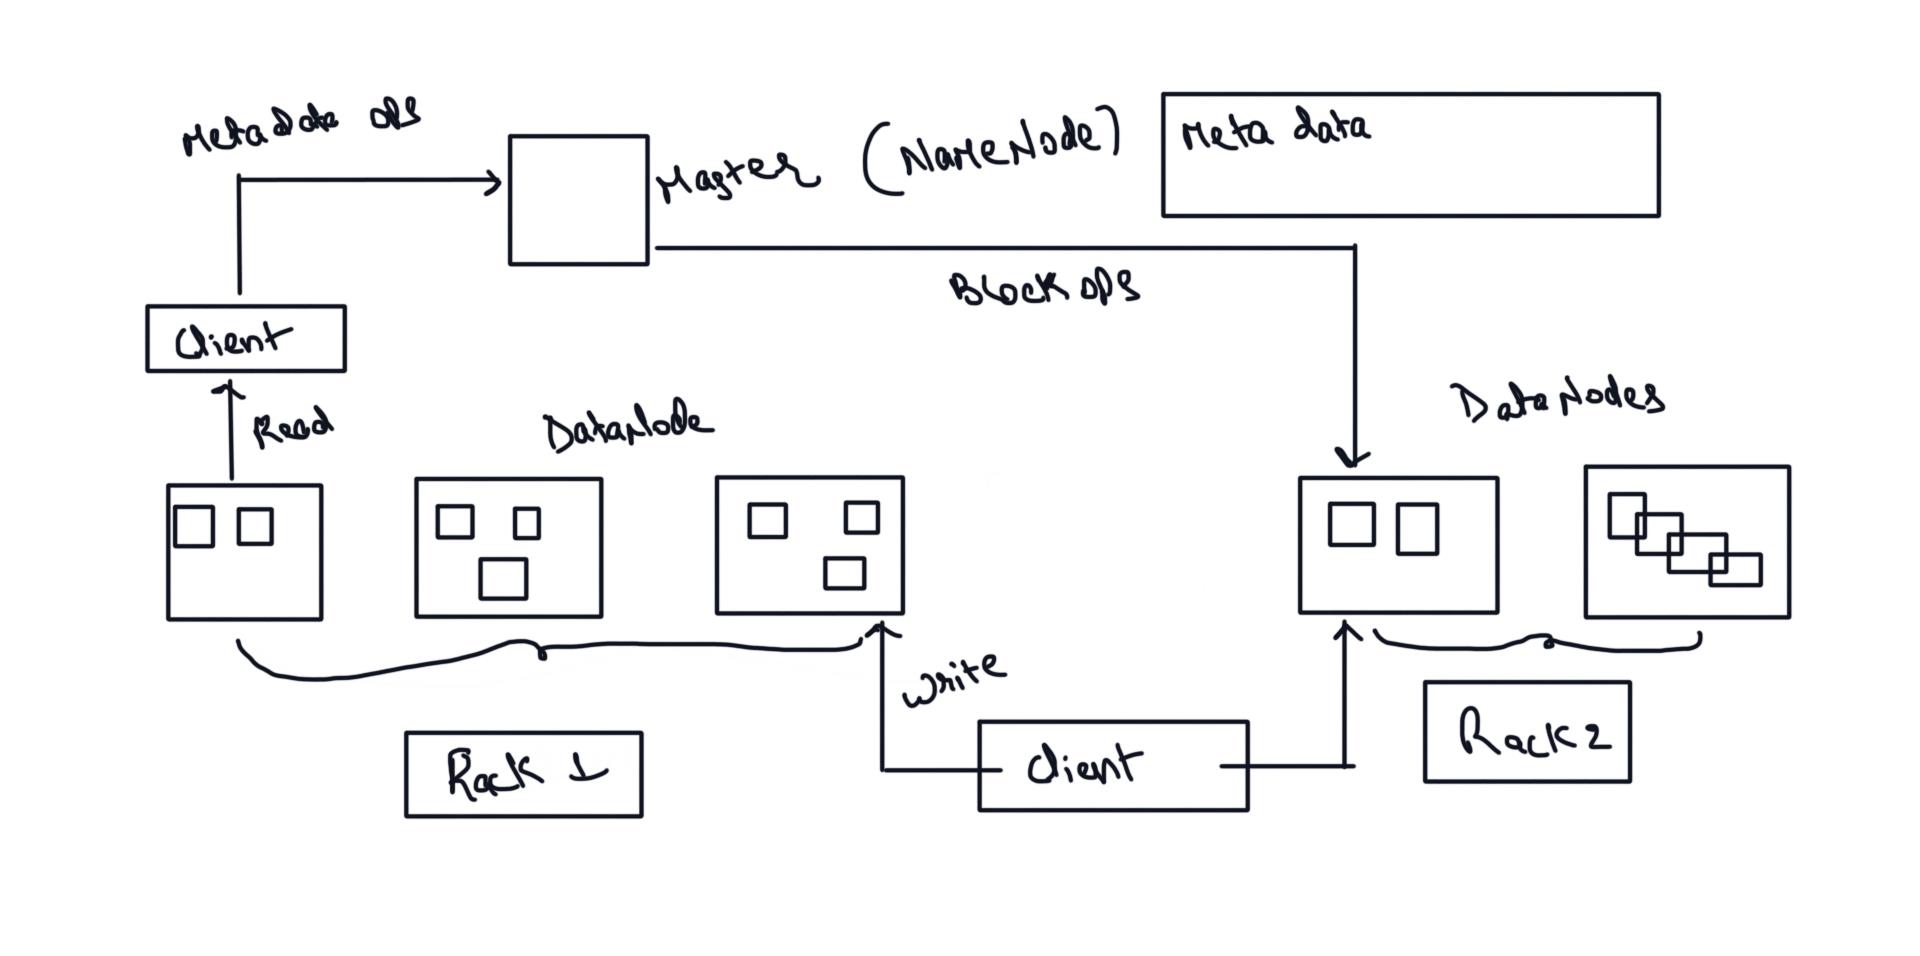 Metadata ops
Master (NameNode)
Meta data
Block ops
Client
Read
DataNode
DataNodes
Write
Rack 1
Client
Rack 2